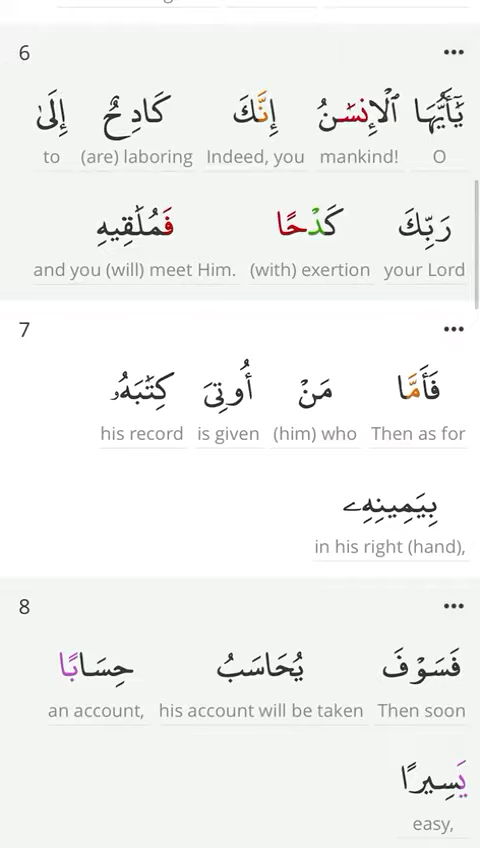 6
يَٰٓأَيُّهَا ٱلْإِنسَٰنُ إِنَّكَ كَادِحٌ إِلَىٰ
O mankind! Indeed, you (are) laboring to
رَبِّكَ كَدْحًا فَمُلَٰقِيهِ
your Lord (with) exertion and you (will) meet Him.
7
فَأَمَّا مَنْ أُوتِىَ كِتَٰبَهُۥ
Then as for (him) who is given his record
بِيَمِينِهِۦ
in his right (hand),
8
فَسَوْفَ يُحَاسَبُ حِسَابًا
Then soon his account will be taken an account,
يَسِيرًا
easy,